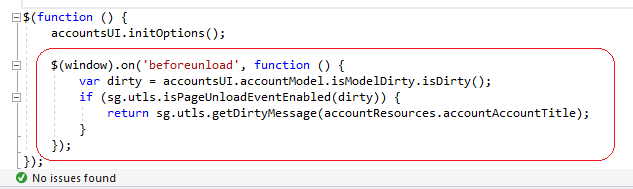 $(function () {
    accountsUI.initOptions();
    $(window).on('beforeunload', function () {
        var dirty = accountsUI.accountModel.isModelDirty.isDirty();
        if (sg.utls.isPageUnloadEventEnabled(dirty)) {
            return sg.utls.getDirtyMessage(accountResources.accountAccountTitle);
        }
    });
});
No issues found